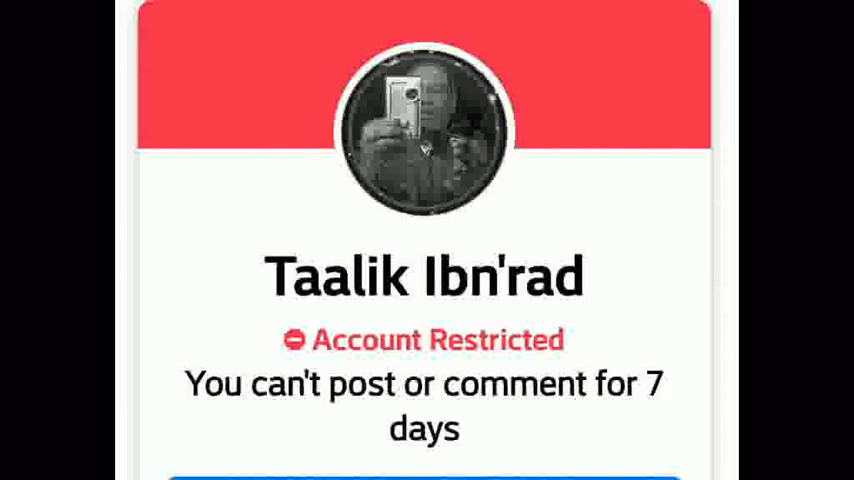 Taalik Ibn'rad
Account Restricted
You can't post or comment for 7
days